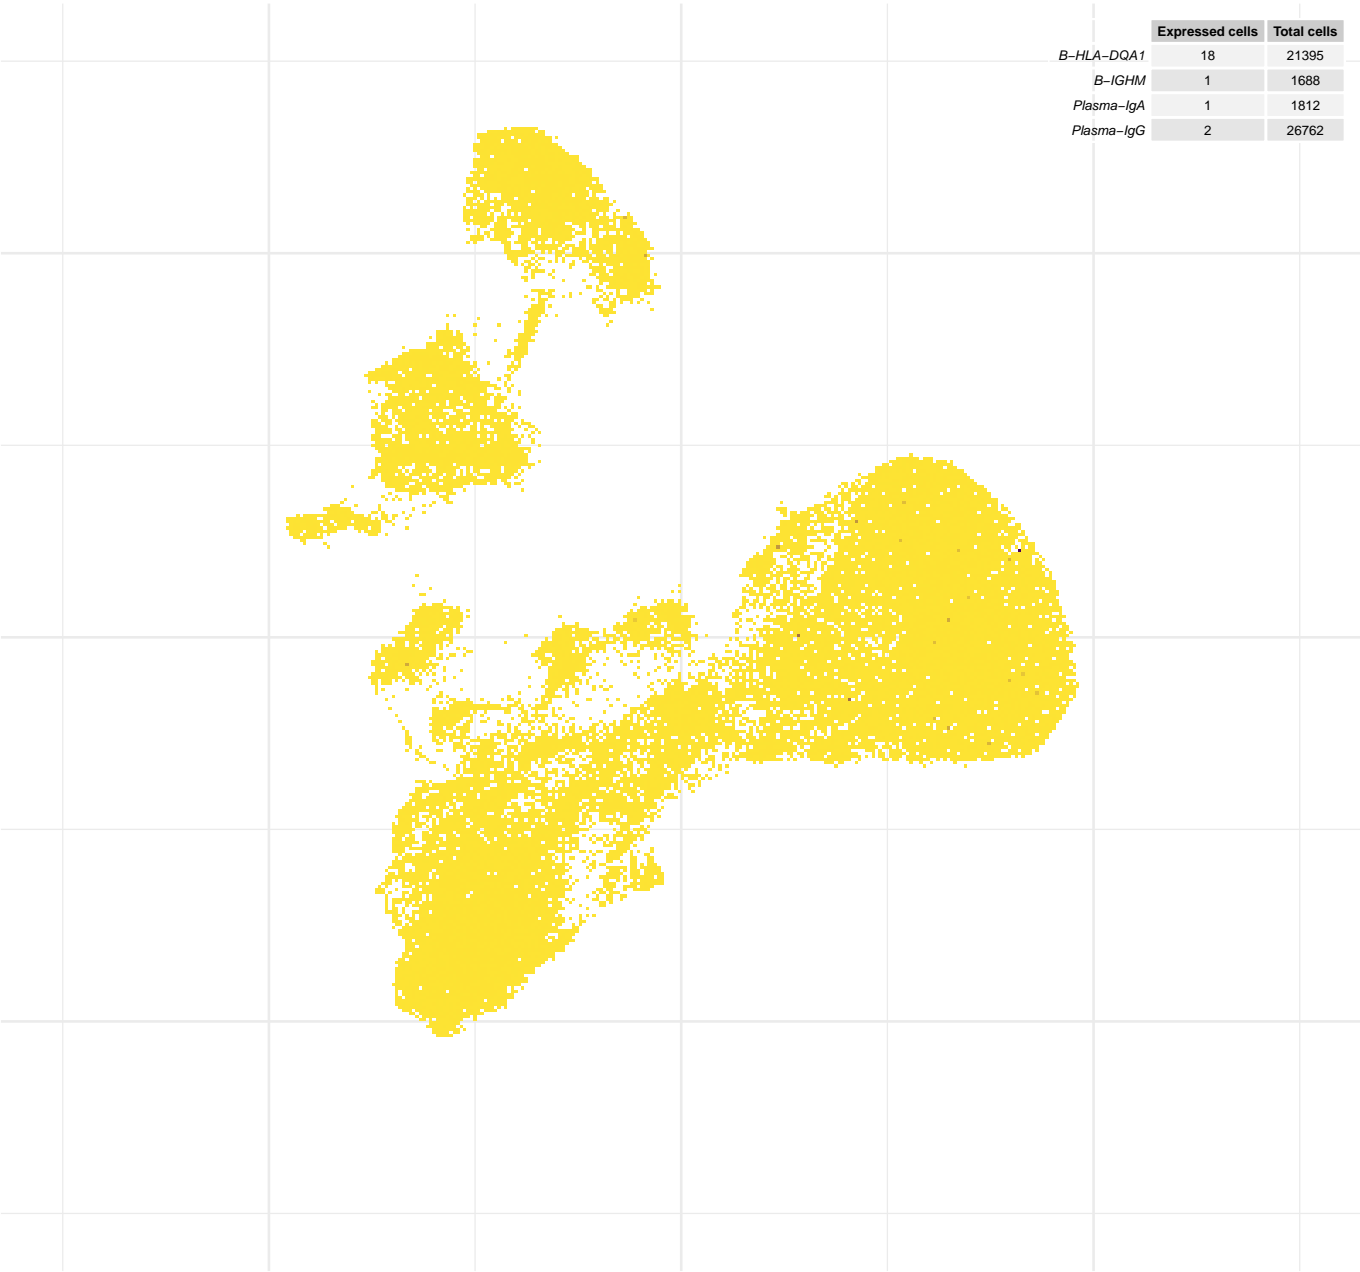 Expressed cells Total cells
B−HLA−DQA1 18 21395
B−IGHM 1 1688
Plasma−IgA 1 1812
Plasma−IgG 2 26762